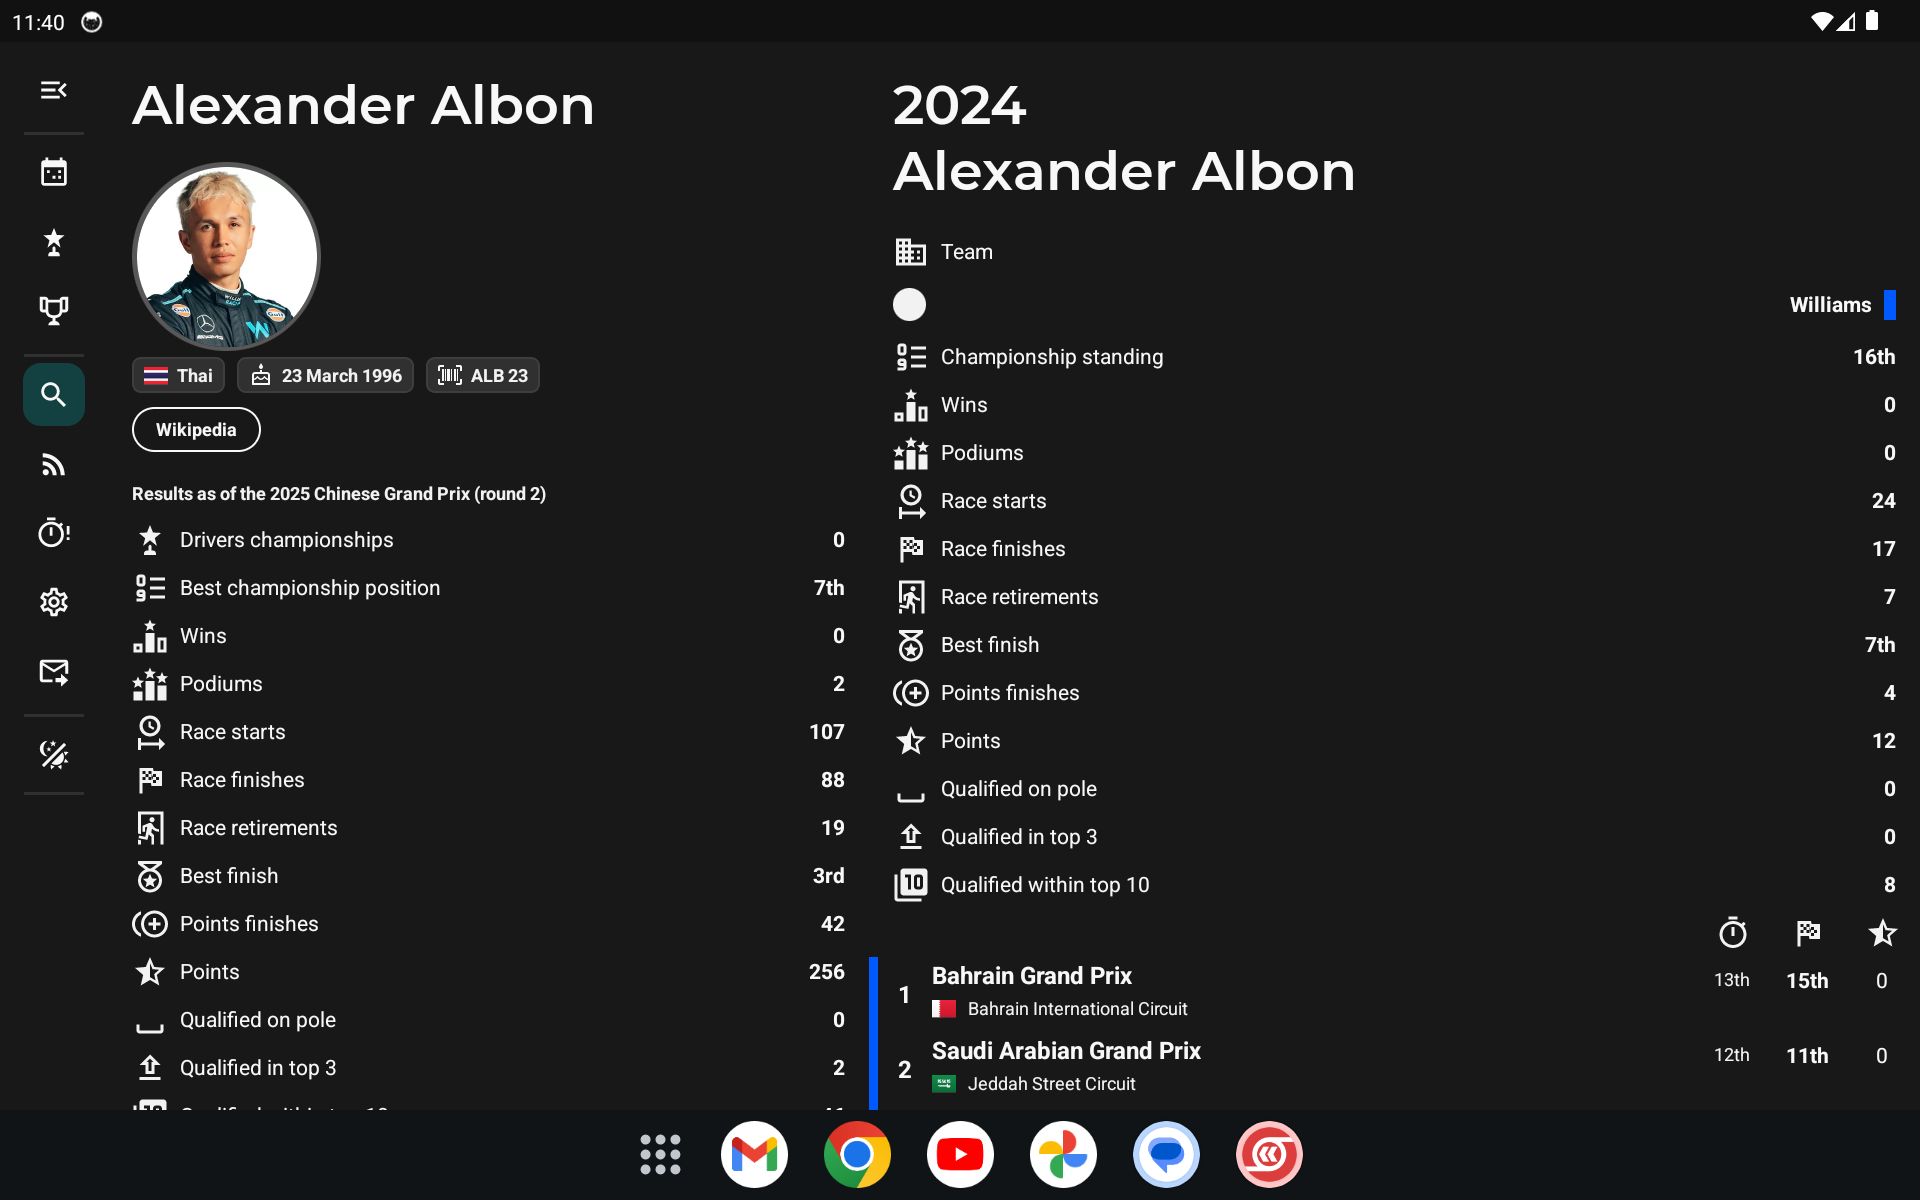 11:40
Alexander Albon
Thai
23 March 1996
ALB 23
Wikipedia
Results as of the 2025 Chinese Grand Prix (round 2)
Drivers championships 0
Best championship position 7th
Wins 0
Podiums 2
Race starts 107
Race finishes 88
Race retirements 19
Best finish 3rd
Points finishes 42
Points 256
Qualified on pole 0
Qualified in top 3 2
2024
Alexander Albon
Team
Williams
Championship standing 16th
Wins 0
Podiums 0
Race starts 24
Race finishes 17
Race retirements 7
Best finish 7th
Points finishes 4
Points 12
Qualified on pole 0
Qualified in top 3 0
Qualified within top 10 8
1 Bahrain Grand Prix 13th 15th 0
Bahrain International Circuit
2 Saudi Arabian Grand Prix 12th 11th 0
Jeddah Street Circuit